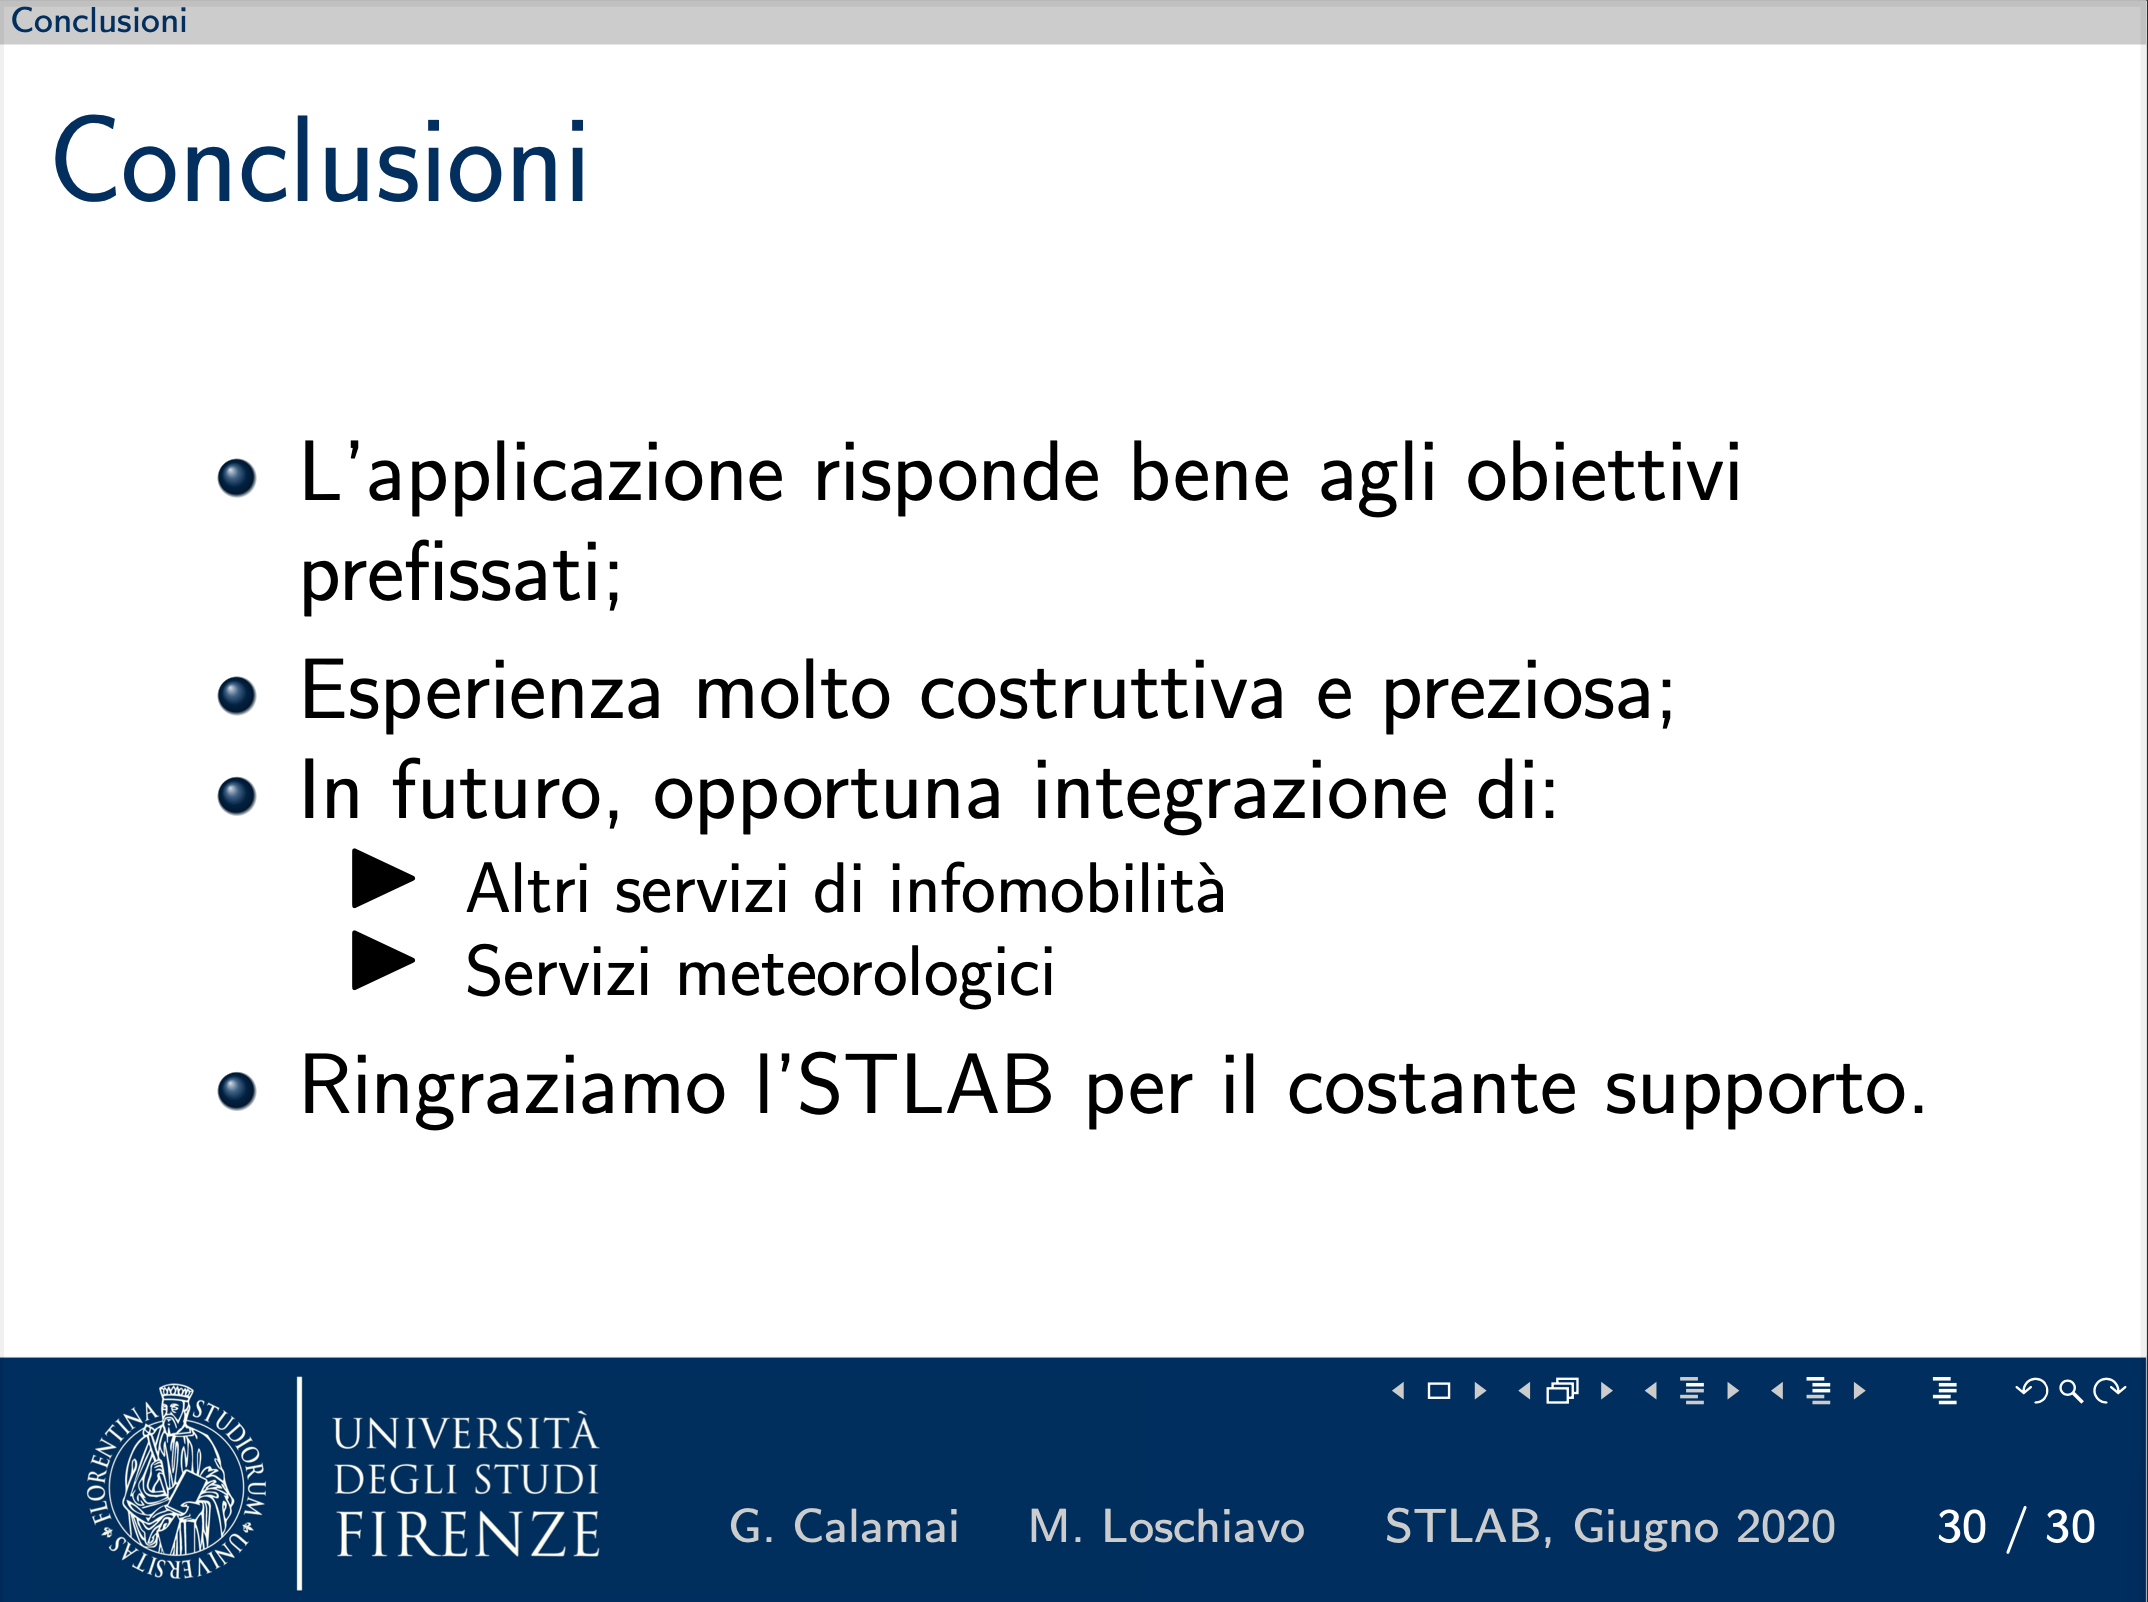 Conclusioni
Conclusioni
L'applicazione risponde bene agli obiettivi
prefissati;
Esperienza molto costruttiva e preziosa;
In futuro, opportuna integrazione di:
Altri servizi di infomobilità
Servizi meteorologici
Ringraziamo l'STLAB per il costante supporto.
FLORENTINA STUDIORUM UNIVERSITAS
UNIVERSITÀ
DEGLI STUDI
FIRENZE
G. Calamai M. Loschiavo STLAB, Giugno 2020 30 / 30